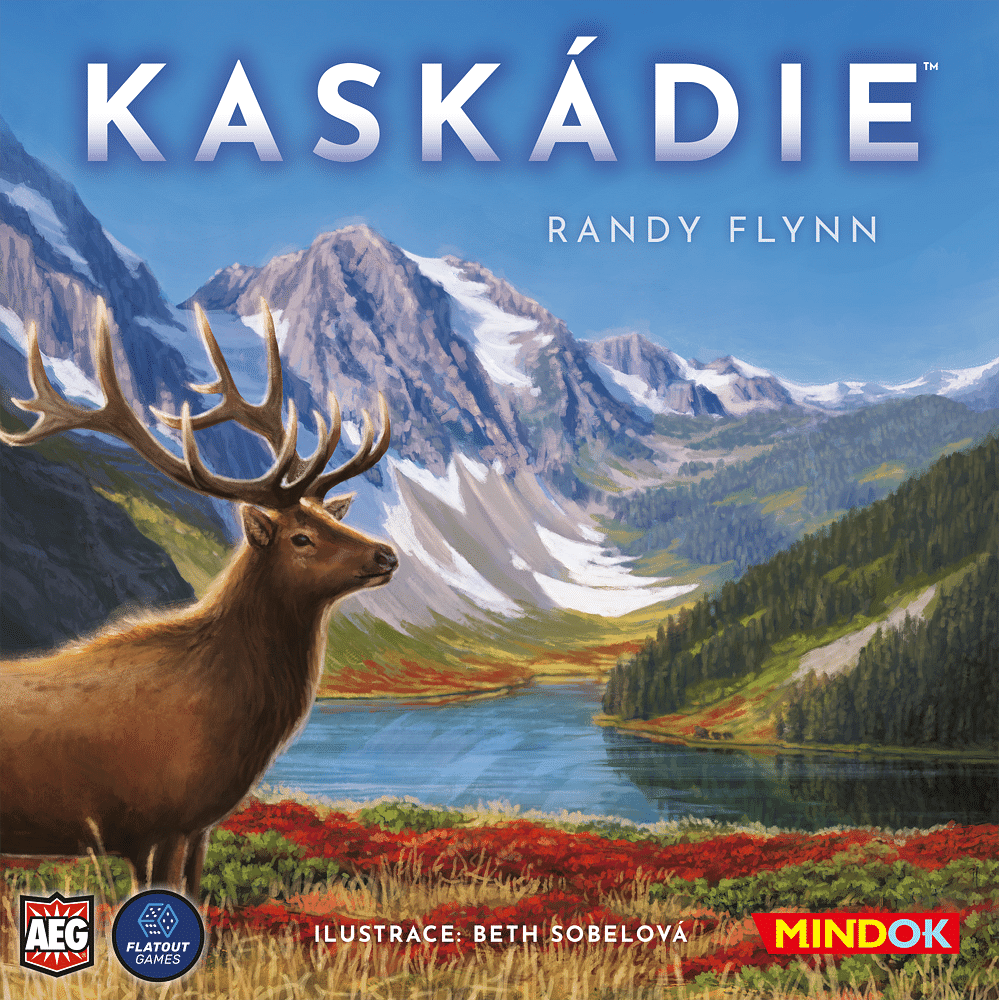 KASKÁDIE™
RANDY FLYNN
AEG
FLATOUT
GAMES
ILUSTRACE: BETH SOBELOVÁ
MINDOK